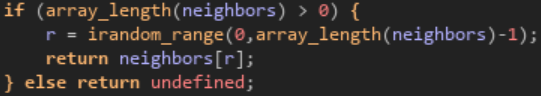 if (array_length(neighbors) > 0) {
    r = irandom_range(0,array_length(neighbors)-1);
    return neighbors[r];
} else return undefined;